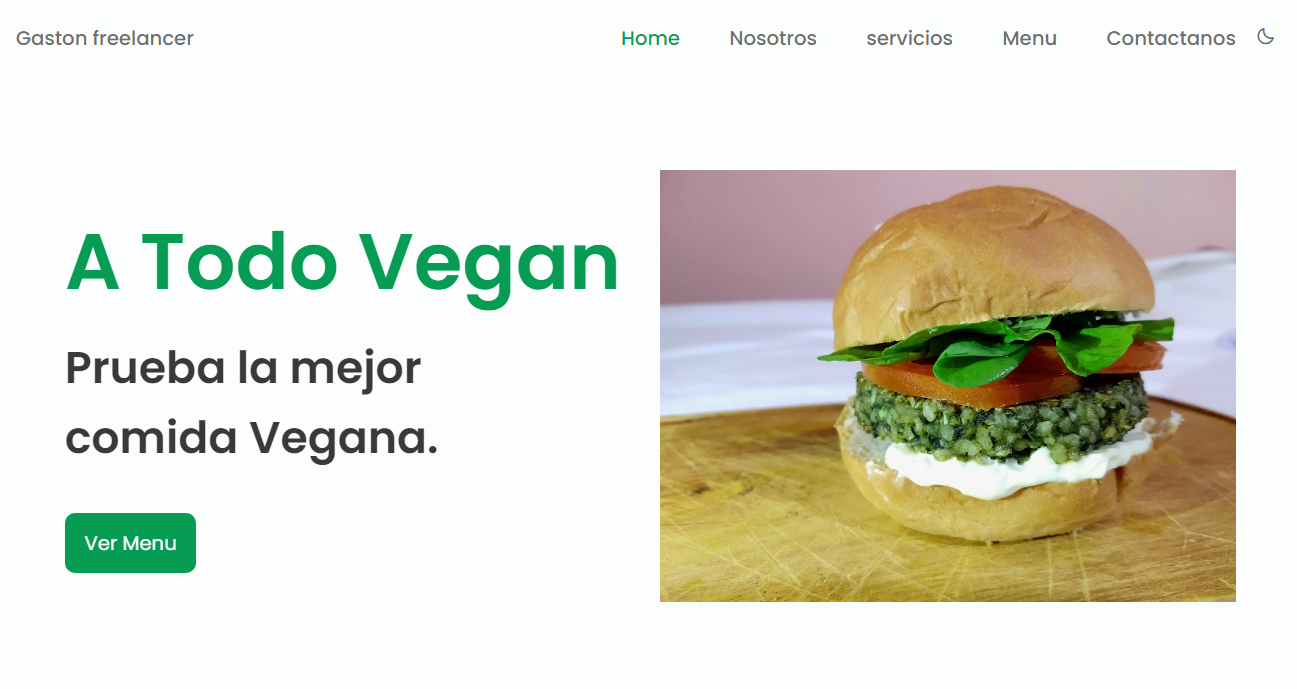 Gaston freelancer
Home
Nosotros
servicios
Menu
Contactanos
A Todo Vegan
Prueba la mejor
comida Vegana.
Ver Menu